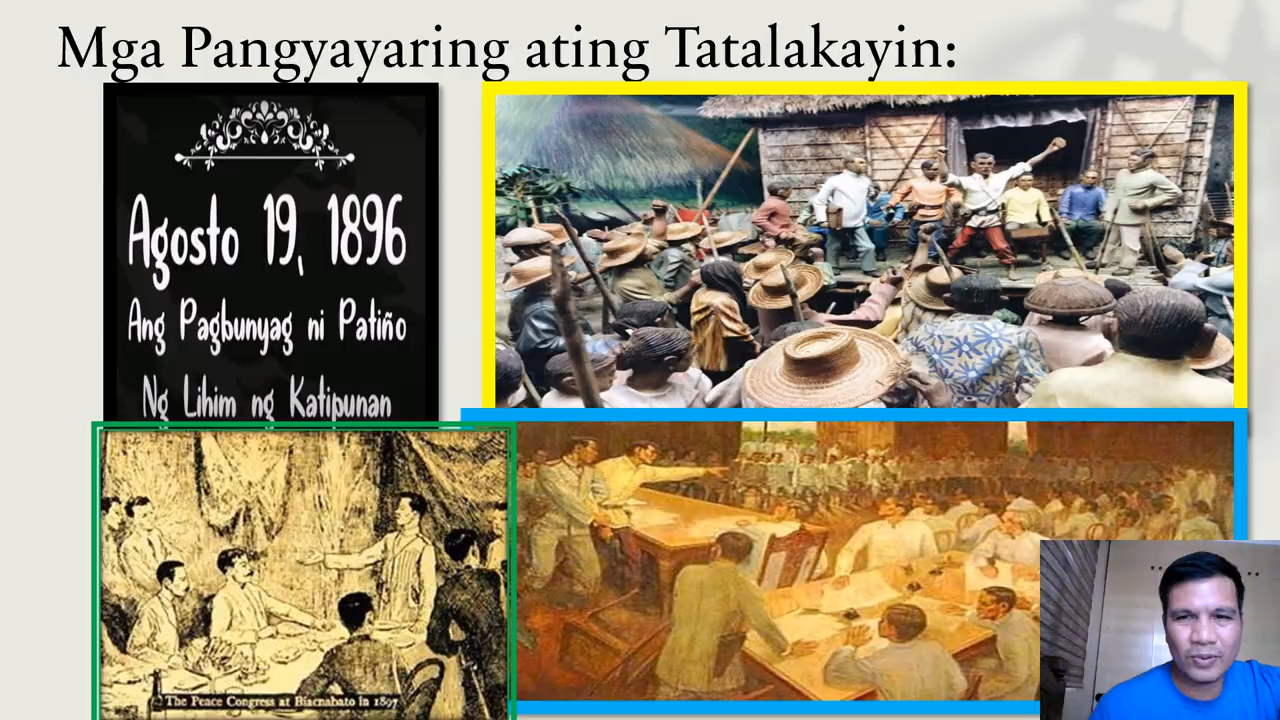 Mga Pangyayaring ating Tatalakayin:
Agosto 19, 1896
Ang Pagbunyag ni Patiño
Ng Lihim ng Katipunan
The Peace Congress at Biacnabato in 1897